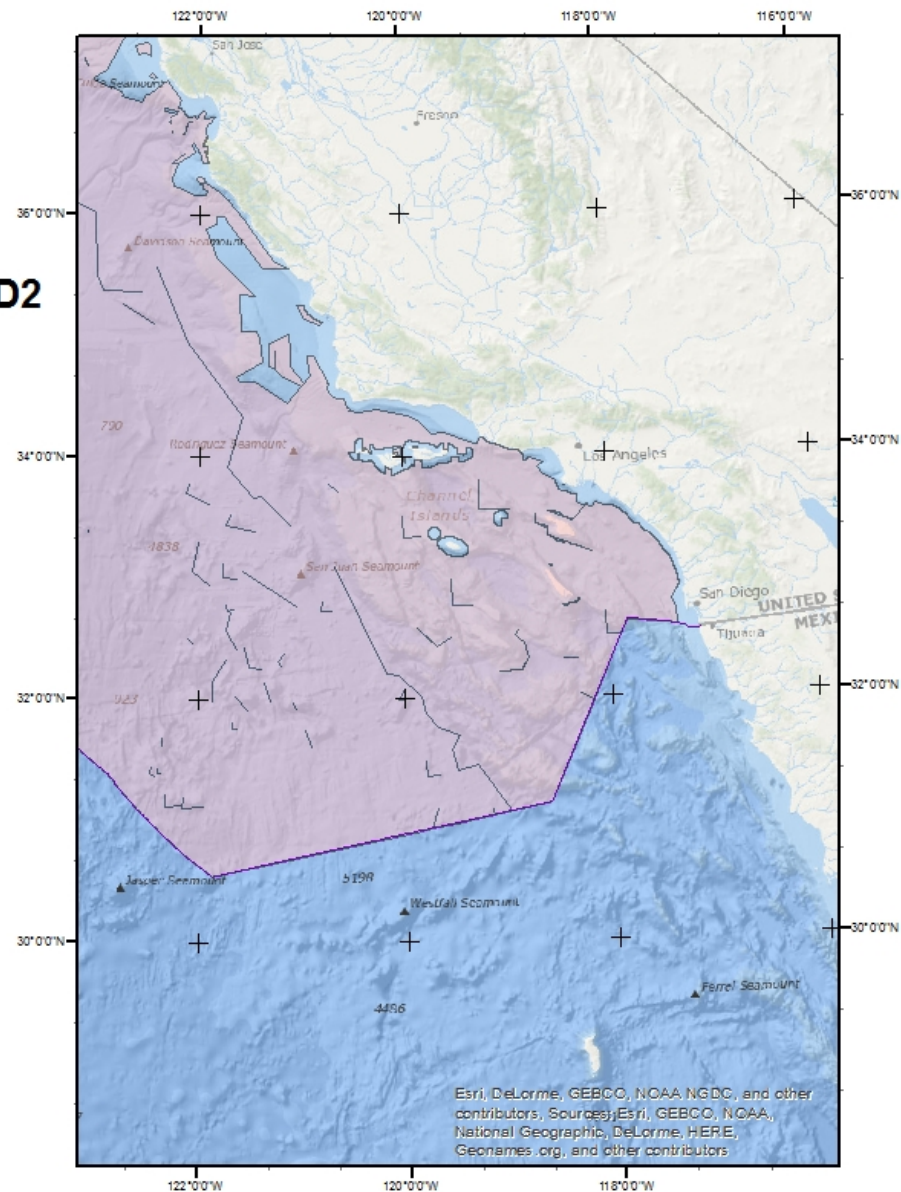 122°0'0"W 120°0'0"W 118°0'0"W 116°0'0"W
San Jose
Seamount
Fresno
36°0'0"N
36°0'0"N
Davidson Seamount
D2
790
Rodriguez Seamount
34°0'0"N
34°0'0"N
Los Angeles
Channel
Islands
1838
San Juan Seamount
San Diego
UNITED S
MEXI
Tijuana
923
32°0'0"N
32°0'0"N
Jasper Seamount
5198
Westfall Seamount
30°0'0"N
30°0'0"N
Ferrel Seamount
4486
Esri, DeLorme, GEBCO, NOAA NGDC, and other
contributors, Sources: Esri, GEBCO, NOAA,
National Geographic, DeLorme, HERE,
Geonames.org, and other contributors
122°0'0"W 120°0'0"W 118°0'0"W